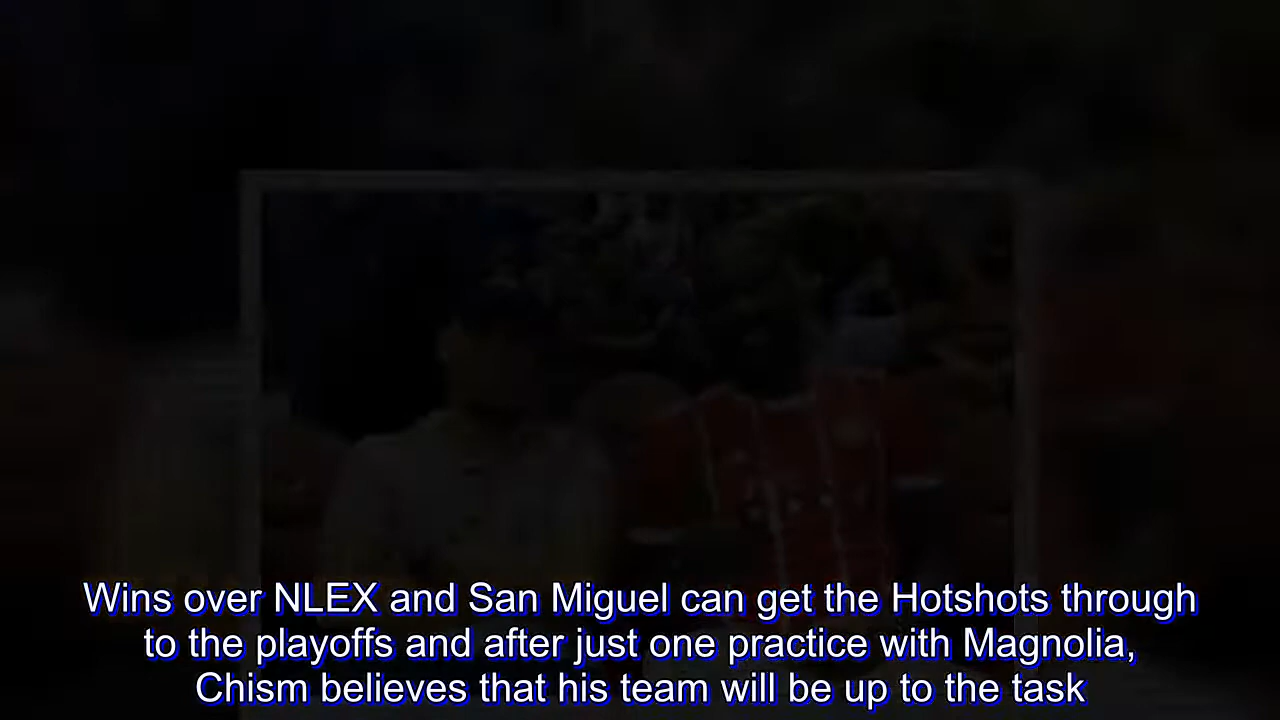 Wins over NLEX and San Miguel can get the Hotshots through
to the playoffs and after just one practice with Magnolia,
Chism believes that his team will be up to the task